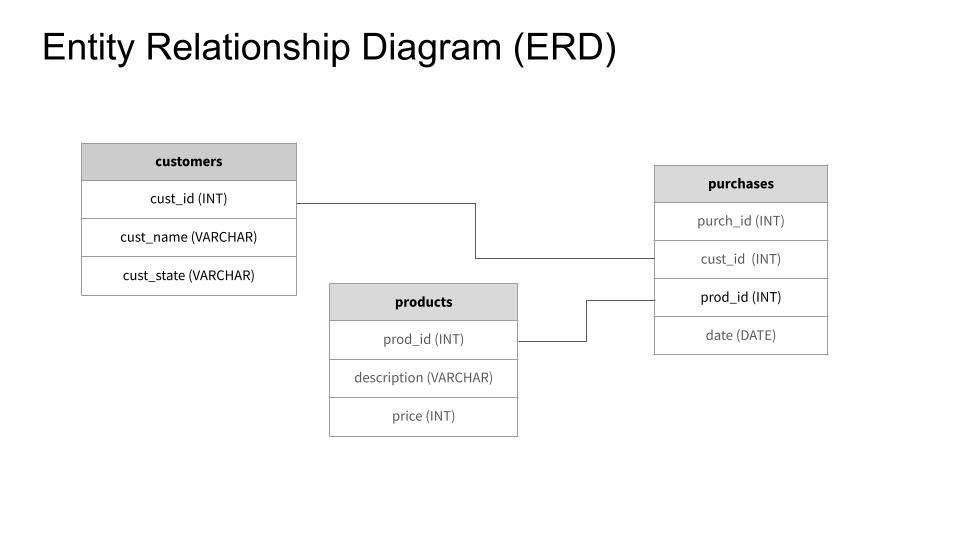 Entity Relationship Diagram (ERD)
customers
cust_id (INT)
cust_name (VARCHAR)
cust_state (VARCHAR)
products
prod_id (INT)
description (VARCHAR)
price (INT)
purchases
purch_id (INT)
cust_id  (INT)
prod_id (INT)
date (DATE)